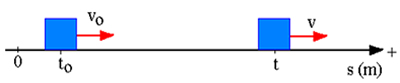 v₀ v
0 t₀ t s (m) +